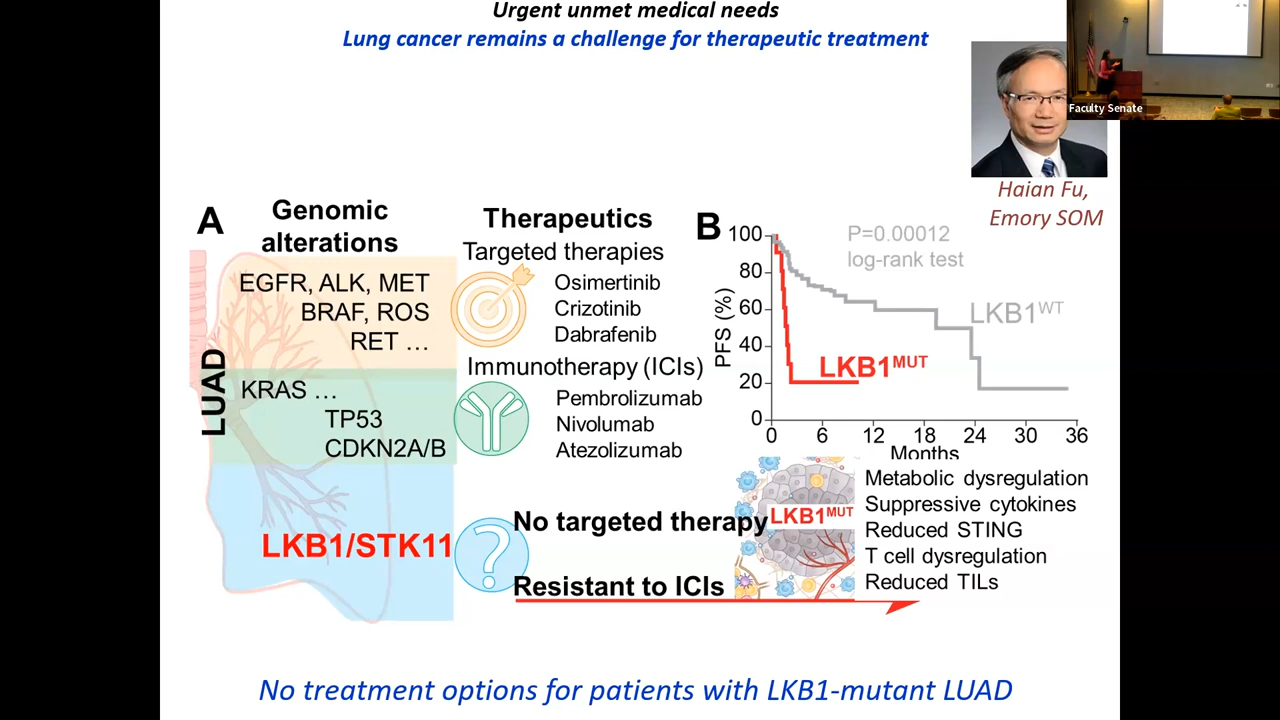 Urgent unmet medical needs
Lung cancer remains a challenge for therapeutic treatment
Faculty Senate
Haian Fu,
Emory SOM
A
Genomic
alterations
LUAD
EGFR, ALK, MET
BRAF, ROS
RET ...
KRAS ...
TP53
CDKN2A/B
LKB1/STK11
Therapeutics
Targeted therapies
Osimertinib
Crizotinib
Dabrafenib
Immunotherapy (ICIs)
Pembrolizumab
Nivolumab
Atezolizumab
?
No targeted therapy
Resistant to ICIs
B
P=0.00012
log-rank test
PFS (%)
100
80
60
40
20
0
LKB1WT
LKB1MUT
0 6 12 18 24 30 36
Months
LKB1MUT
Metabolic dysregulation
Suppressive cytokines
Reduced STING
T cell dysregulation
Reduced TILs
No treatment options for patients with LKB1-mutant LUAD